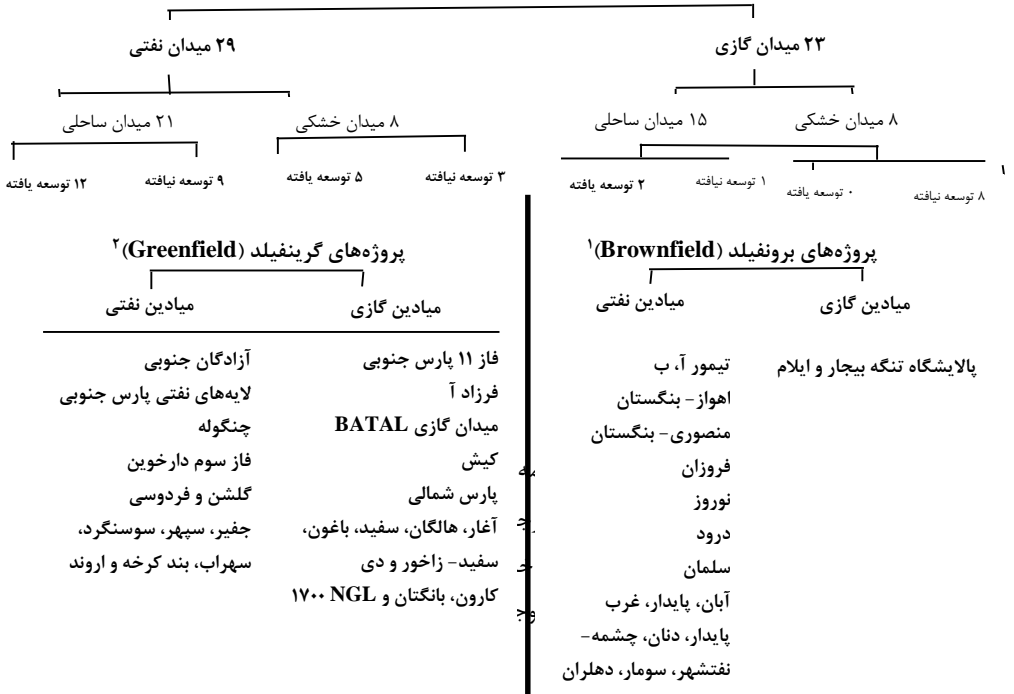 ۲۳ میدان گازی
۲۹ میدان نفتی
۸ میدان خشکی
۱۵ میدان ساحلی
۸ میدان خشکی
۲۱ میدان ساحلی
۱
۸ توسعه نیافته
۰ توسعه یافته
۱ توسعه نیافته
۲ توسعه یافته
۳ توسعه نیافته
۵ توسعه یافته
۹ توسعه نیافته
۱۲ توسعه یافته
پروژه‌های برونفیلد (Brownfield)۱
میادین گازی
میادین نفتی
پالایشگاه تنگه بیجار و ایلام
تیمور آ، ب
اهواز- بنگستان
منصوری- بنگستان
فروزان
نوروز
درود
سلمان
آبان، پایدار، غرب
پایدار، دنان، چشمه-
نفتشهر، سومار، دهلران
پروژه‌های گرینفیلد (Greenfield)۲
میادین گازی
میادین نفتی
فاز ۱۱ پارس جنوبی
فرزاد آ
میدان گازی BATAL
کیش
پارس شمالی
آغار، هالگان، سفید، باغون،
سفید- زاخور و دی
کارون، بانگتان و NGL ۱۷۰۰
آزادگان جنوبی
لایه‌های نفتی پارس جنوبی
چنگوله
فاز سوم دارخوین
گلشن و فردوسی
جفیر، سپهر، سوسنگرد،
سهراب، بند کرخه و اروند